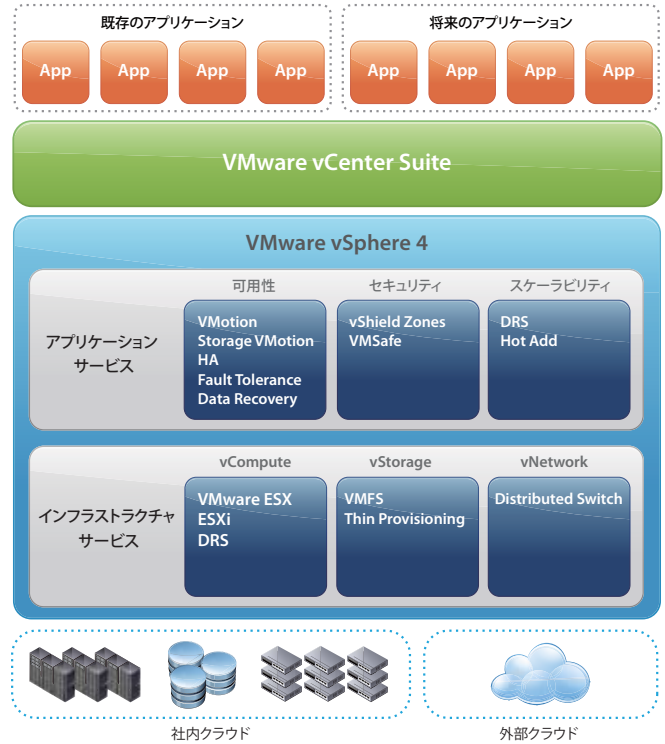 既存のアプリケーション
将来のアプリケーション
App
App
App
App
App
App
App
App
VMware vCenter Suite
VMware vSphere 4
アプリケーション
サービス
可用性
VMotion
Storage VMotion
HA
Fault Tolerance
Data Recovery
セキュリティ
vShield Zones
VMSafe
スケーラビリティ
DRS
Hot Add
インフラストラクチャ
サービス
vCompute
VMware ESX
ESXi
DRS
vStorage
VMFS
Thin Provisioning
vNetwork
Distributed Switch
社内クラウド
外部クラウド